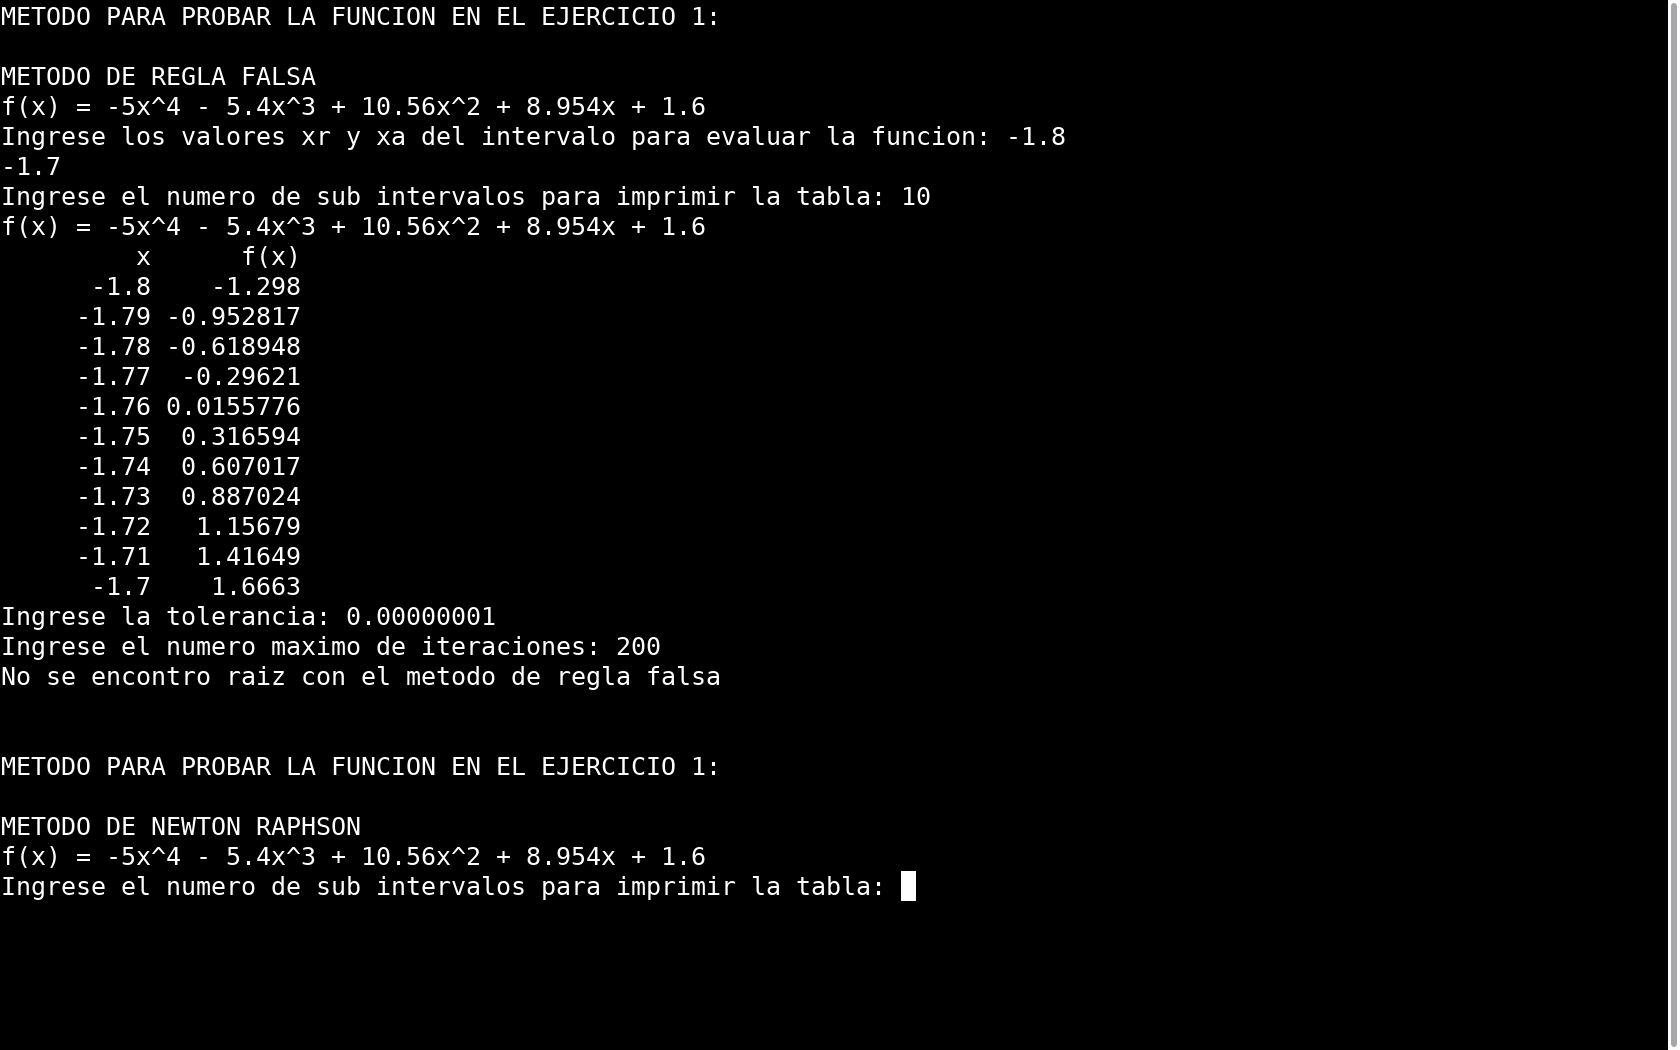 METODO PARA PROBAR LA FUNCION EN EL EJERCICIO 1:
METODO DE REGLA FALSA
f(x) = -5x^4 - 5.4x^3 + 10.56x^2 + 8.954x + 1.6
Ingrese los valores xr y xa del intervalo para evaluar la funcion: -1.8
-1.7
Ingrese el numero de sub intervalos para imprimir la tabla: 10
f(x) = -5x^4 - 5.4x^3 + 10.56x^2 + 8.954x + 1.6
x f(x)
-1.8 -1.298
-1.79 -0.952817
-1.78 -0.618948
-1.77 -0.29621
-1.76 0.0155776
-1.75 0.316594
-1.74 0.607017
-1.73 0.887024
-1.72 1.15679
-1.71 1.41649
-1.7 1.6663
Ingrese la tolerancia: 0.00000001
Ingrese el numero maximo de iteraciones: 200
No se encontro raiz con el metodo de regla falsa
METODO PARA PROBAR LA FUNCION EN EL EJERCICIO 1:
METODO DE NEWTON RAPHSON
f(x) = -5x^4 - 5.4x^3 + 10.56x^2 + 8.954x + 1.6
Ingrese el numero de sub intervalos para imprimir la tabla: